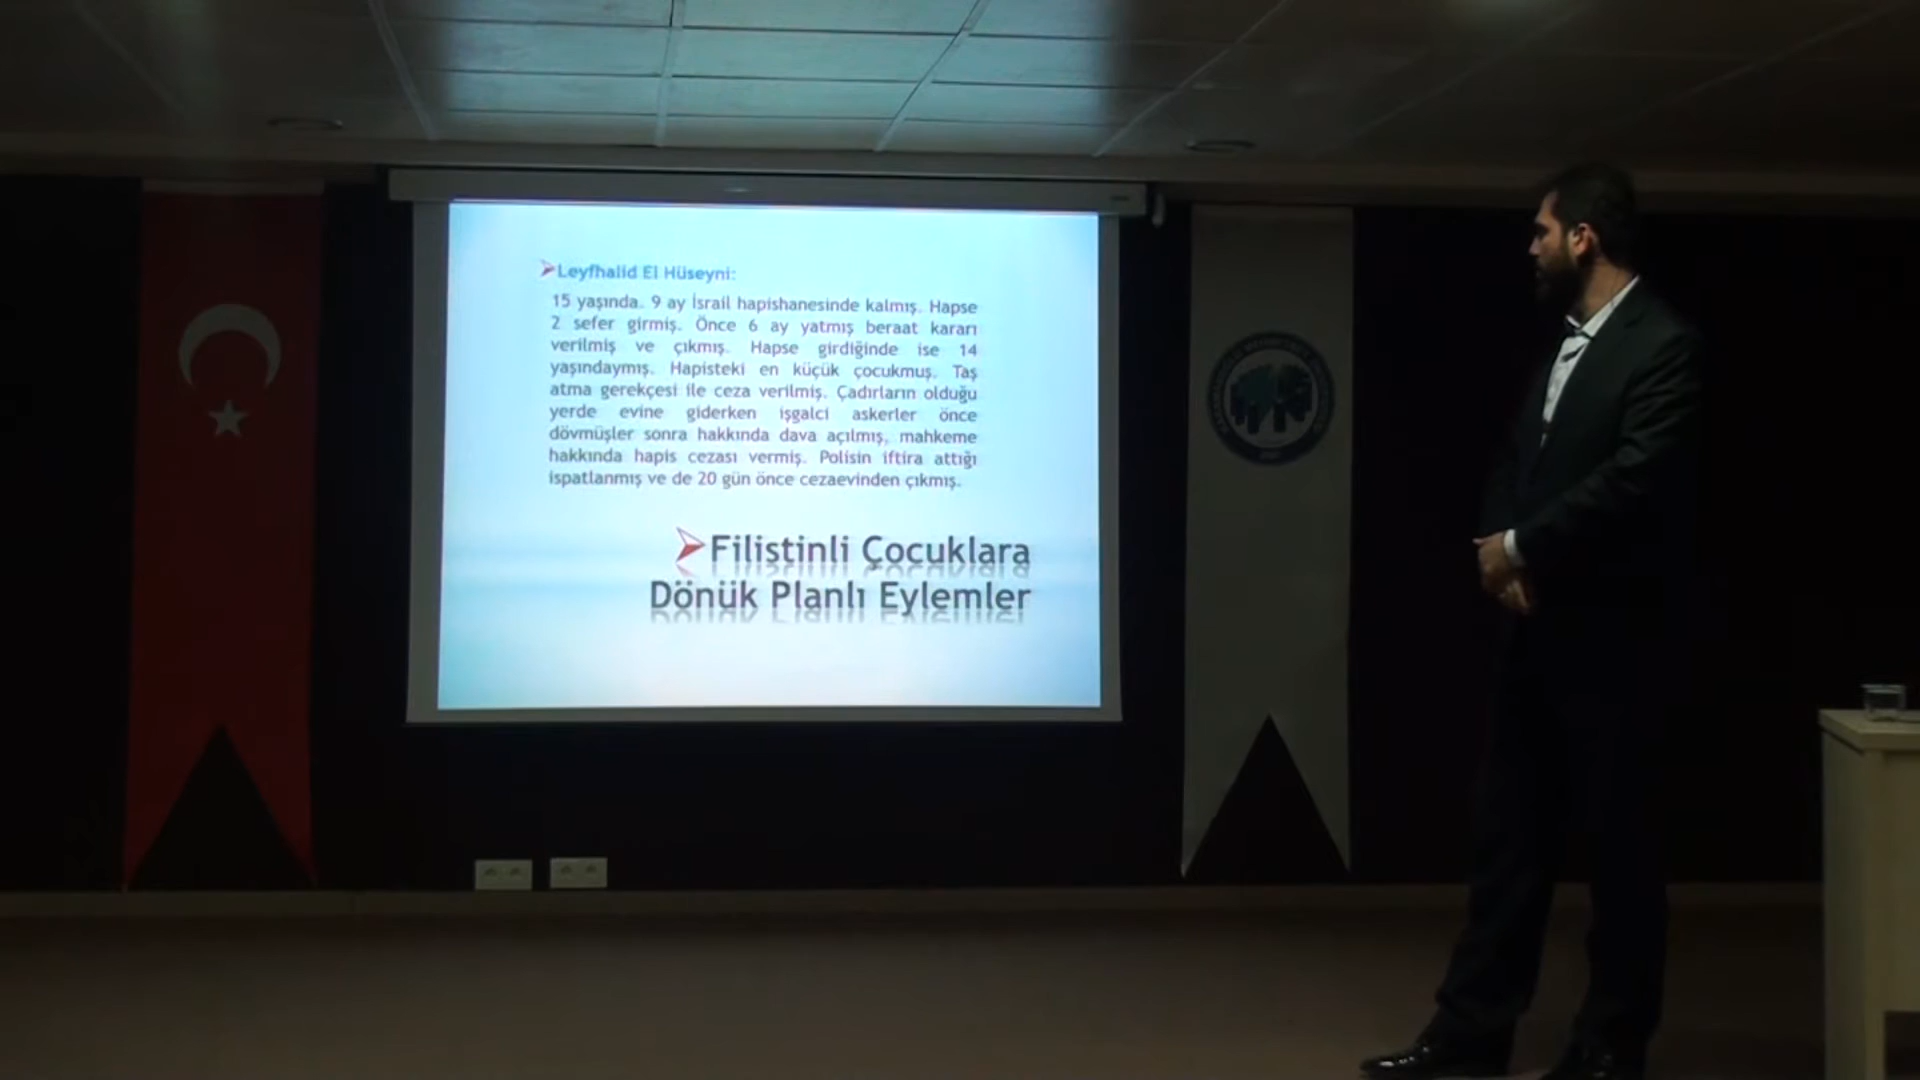 Leyfhalid El Hüseyni:
15 yaşında. 9 ay İsrail hapishanesinde kalmış. Hapse
2 sefer girmiş. Önce 6 ay yatmış beraat kararı
verilmiş ve çıkmış. Hapse girdiğinde ise 14
yaşındaymış. Hapisteki en küçük çocukmuş. Taş
atma gerekçesi ile ceza verilmiş. Çadırların olduğu
yerde evine giderken işgalci askerler önce
dövmüşler sonra hakkında dava açılmış, mahkeme
hakkında hapis cezası vermiş. Polisin iftira attığı
ispatlanmış ve de 20 gün önce cezaevinden çıkmış.
Filistinli Çocuklara
Dönük Planlı Eylemler